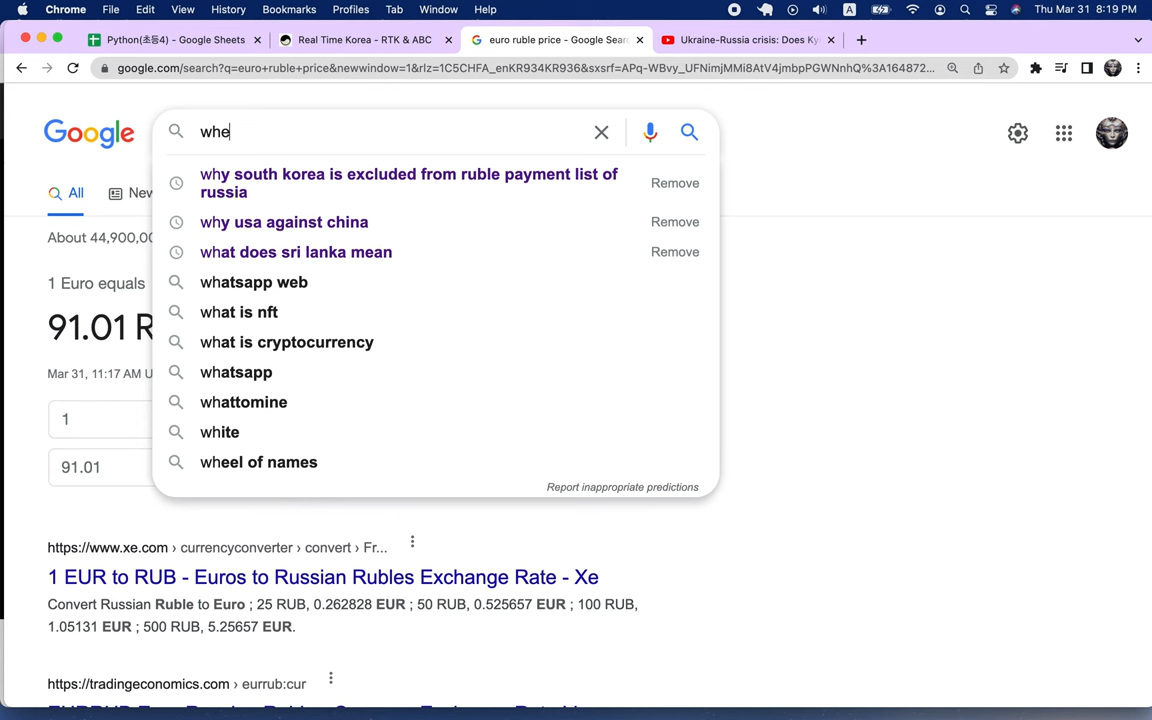 Chrome File Edit View History Bookmarks Profiles Tab Window Help A Thu Mar 31 8:19 PM
Python(초등4) - Google Sheets Real Time Korea - RTK & ABC euro ruble price - Google Sear Ukraine-Russia crisis: Does Ky
google.com/search?q=euro+ruble+price&newwindow=1&rlz=1C5CHFA_enKR934KR936&sxsrf=APq-WBvy_UFNimjMMi8AtV4jmbpPGWNnhQ%3A164872...
Google whe
why south korea is excluded from ruble payment list of
russia
Remove
All New
why usa against china Remove
About 44,900,00
what does sri lanka mean Remove
1 Euro equals
whatsapp web
what is nft
91.01 R
what is cryptocurrency
Mar 31, 11:17 AM U
whatsapp
whattomine
1
white
91.01
wheel of names
Report inappropriate predictions
https://www.xe.com › currencyconverter › convert › Fr...
1 EUR to RUB - Euros to Russian Rubles Exchange Rate - Xe
Convert Russian Ruble to Euro ; 25 RUB, 0.262828 EUR ; 50 RUB, 0.525657 EUR ; 100 RUB,
1.05131 EUR ; 500 RUB, 5.25657 EUR.
https://tradingeconomics.com › eurrub:cur